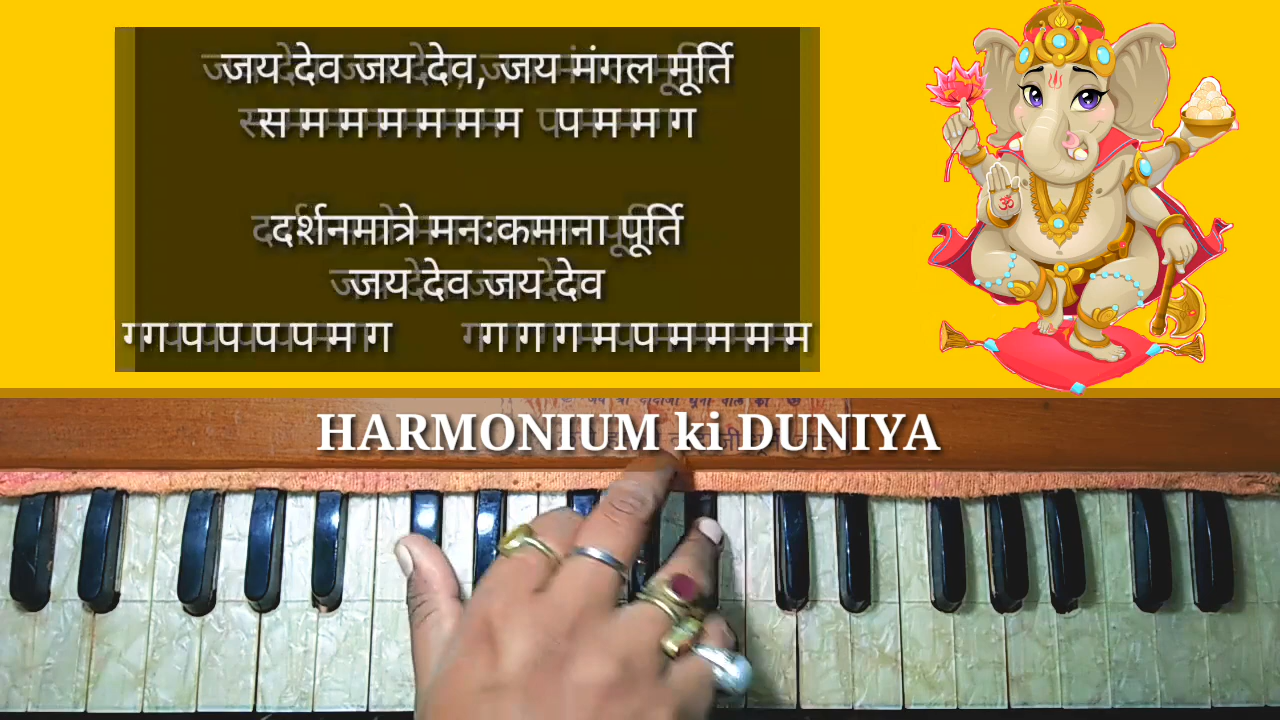 जय देव जय देव, जय मंगल मूर्ति
स म म म म म म  प म म ग
दर्शनमात्रे मनःकमाना पूर्ति
जय देव जय देव
ग प प प प म ग  ग ग ग म प म म म म
HARMONIUM ki DUNIYA